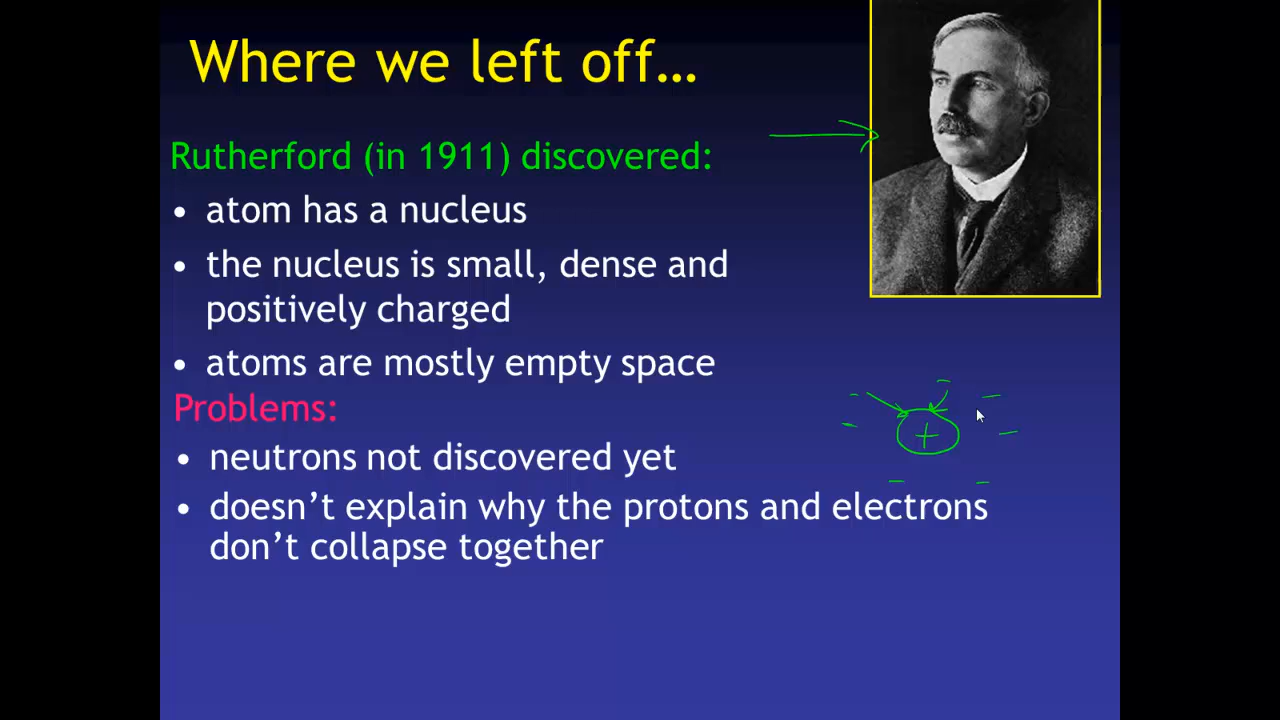 Where we left off…
Rutherford (in 1911) discovered:
• atom has a nucleus
• the nucleus is small, dense and
positively charged
• atoms are mostly empty space
Problems:
• neutrons not discovered yet
• doesn’t explain why the protons and electrons
don’t collapse together
+